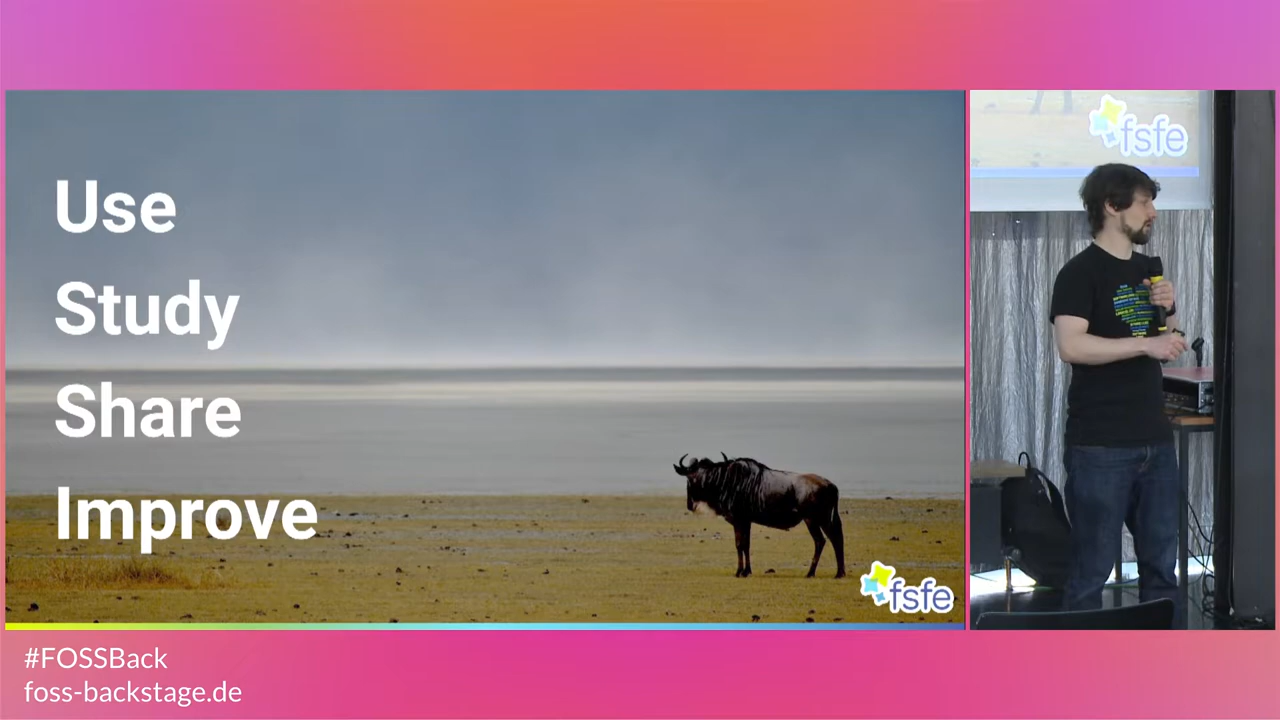 Use
Study
Share
Improve
fsfe
fsfe
#FOSSBack
foss-backstage.de